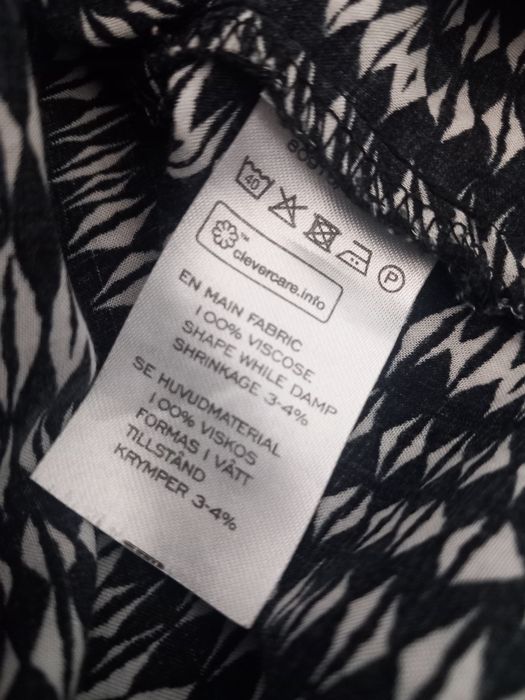 40
P
™
clevercare.info
EN MAIN FABRIC
100% VISCOSE
SHAPE WHILE DAMP
SHRINKAGE 3-4%
SE HUVUDMATERIAL
100% VISKOS
FORMAS I VÅTT
TILLSTÅND
KRYMPER 3-4%